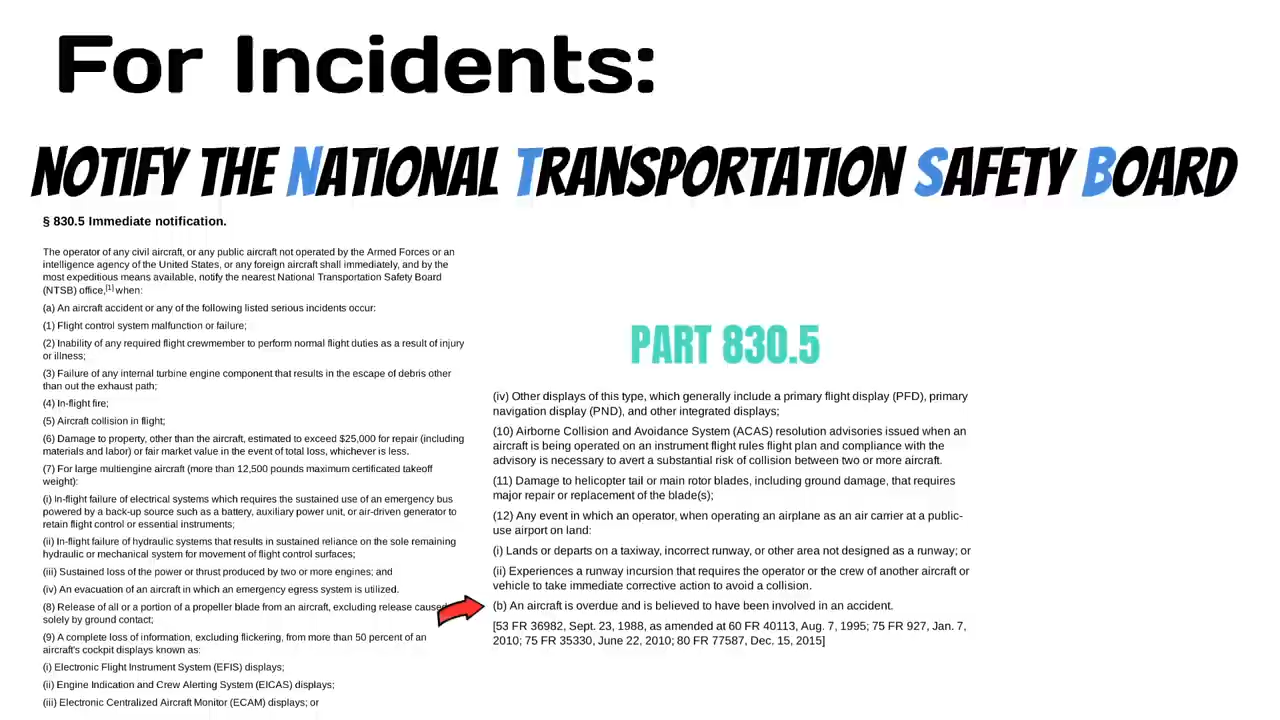 For Incidents:
NOTIFY THE NATIONAL TRANSPORTATION SAFETY BOARD
§ 830.5 Immediate notification.
The operator of any civil aircraft, or any public aircraft not operated by the Armed Forces or an
intelligence agency of the United States, or any foreign aircraft shall immediately, and by the
most expeditious means available, notify the nearest National Transportation Safety Board
(NTSB) office,[1] when:
(a) An aircraft accident or any of the following listed serious incidents occur:
(1) Flight control system malfunction or failure;
(2) Inability of any required flight crewmember to perform normal flight duties as a result of injury
or illness;
(3) Failure of any internal turbine engine component that results in the escape of debris other
than out the exhaust path;
(4) In-flight fire;
(5) Aircraft collision in flight;
(6) Damage to property, other than the aircraft, estimated to exceed $25,000 for repair (including
materials and labor) or fair market value in the event of total loss, whichever is less.
(7) For large multiengine aircraft (more than 12,500 pounds maximum certificated takeoff
weight):
(i) In-flight failure of electrical systems which requires the sustained use of an emergency bus
powered by a back-up source such as a battery, auxiliary power unit, or air-driven generator to
retain flight control or essential instruments;
(ii) In-flight failure of hydraulic systems that results in sustained reliance on the sole remaining
hydraulic or mechanical system for movement of flight control surfaces;
(iii) Sustained loss of the power or thrust produced by two or more engines; and
(iv) An evacuation of an aircraft in which an emergency egress system is utilized.
(8) Release of all or a portion of a propeller blade from an aircraft, excluding release caused
solely by ground contact;
(9) A complete loss of information, excluding flickering, from more than 50 percent of an
aircraft's cockpit displays known as:
(i) Electronic Flight Instrument System (EFIS) displays;
(ii) Engine Indication and Crew Alerting System (EICAS) displays;
(iii) Electronic Centralized Aircraft Monitor (ECAM) displays; or
PART 830.5
(iv) Other displays of this type, which generally include a primary flight display (PFD), primary
navigation display (PND), and other integrated displays;
(10) Airborne Collision and Avoidance System (ACAS) resolution advisories issued when an
aircraft is being operated on an instrument flight rules flight plan and compliance with the
advisory is necessary to avert a substantial risk of collision between two or more aircraft.
(11) Damage to helicopter tail or main rotor blades, including ground damage, that requires
major repair or replacement of the blade(s);
(12) Any event in which an operator, when operating an airplane as an air carrier at a public-
use airport on land:
(i) Lands or departs on a taxiway, incorrect runway, or other area not designed as a runway; or
(ii) Experiences a runway incursion that requires the operator or the crew of another aircraft or
vehicle to take immediate corrective action to avoid a collision.
(b) An aircraft is overdue and is believed to have been involved in an accident.
[53 FR 36982, Sept. 23, 1988, as amended at 60 FR 40113, Aug. 7, 1995; 75 FR 927, Jan. 7,
2010; 75 FR 35330, June 22, 2010; 80 FR 77587, Dec. 15, 2015]